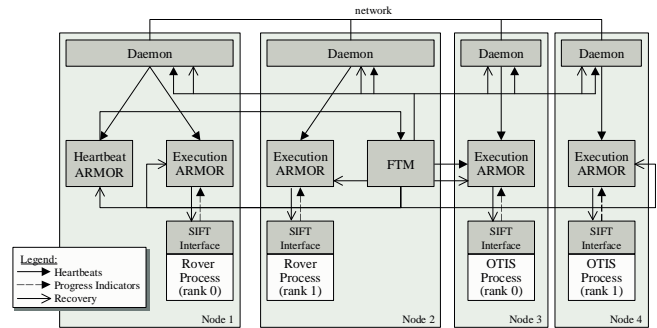 network
Daemon
Daemon
Daemon
Daemon
Heartbeat
ARMOR
Execution
ARMOR
Execution
ARMOR
FTM
Execution
ARMOR
Execution
ARMOR
SIFT
Interface
SIFT
Interface
SIFT
Interface
SIFT
Interface
Rover
Process
(rank 0)
Rover
Process
(rank 1)
OTIS
Process
(rank 0)
OTIS
Process
(rank 1)
Legend:
Heartbeats
Progress Indicators
Recovery
Node 1
Node 2
Node 3
Node 4